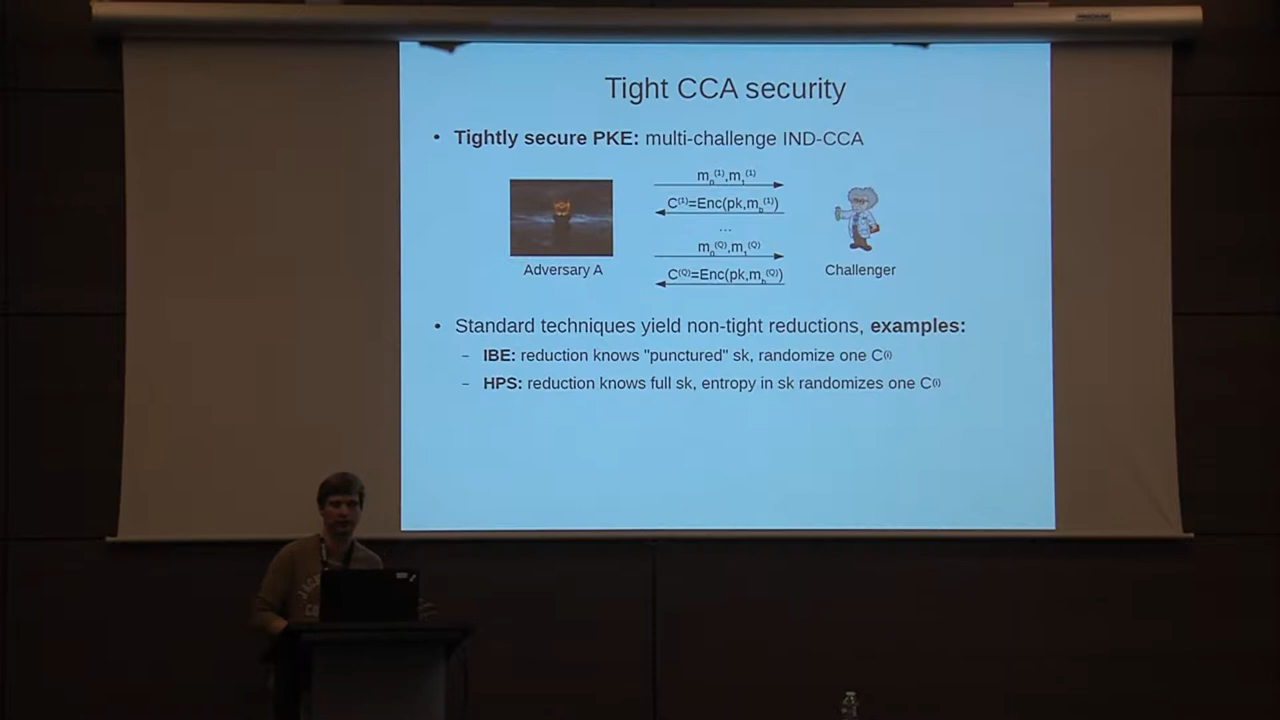 Tight CCA security
• Tightly secure PKE: multi-challenge IND-CCA
m₀⁽¹⁾,m₁⁽¹⁾
C⁽¹⁾=Enc(pk,m_b⁽¹⁾)
...
m₀⁽Q⁾,m₁⁽Q⁾
C⁽Q⁾=Enc(pk,m_b⁽Q⁾)
Adversary A
Challenger
• Standard techniques yield non-tight reductions, examples:
– IBE: reduction knows "punctured" sk, randomize one C⁽ⁱ⁾
– HPS: reduction knows full sk, entropy in sk randomizes one C⁽ⁱ⁾